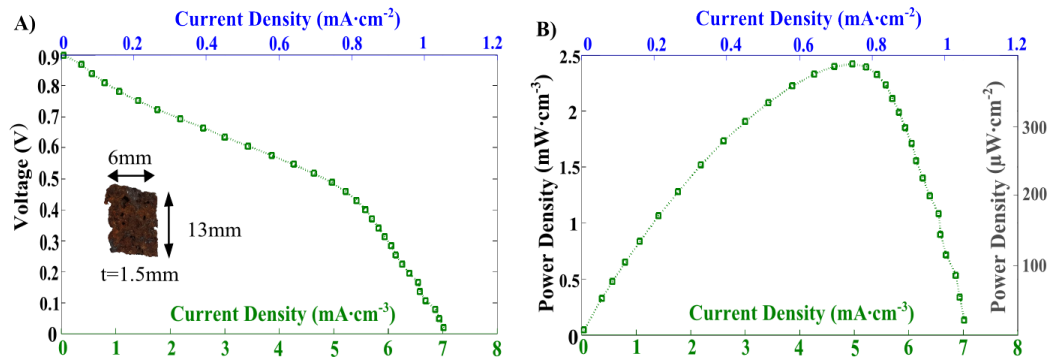 A)
Current Density (mA·cm-2)
0 0.2 0.4 0.6 0.8 1 1.2
Voltage (V)
0.9
0.8
0.7
0.6
0.5
0.4
0.3
0.2
0.1
0
6mm
13mm
t=1.5mm
Current Density (mA·cm-3)
0 1 2 3 4 5 6 7 8
B)
Current Density (mA·cm-2)
0 0.2 0.4 0.6 0.8 1 1.2
Power Density (mW·cm-3)
2.5
2
1.5
1
0.5
0
Power Density (µW·cm-2)
300
200
100
Current Density (mA·cm-3)
0 1 2 3 4 5 6 7 8